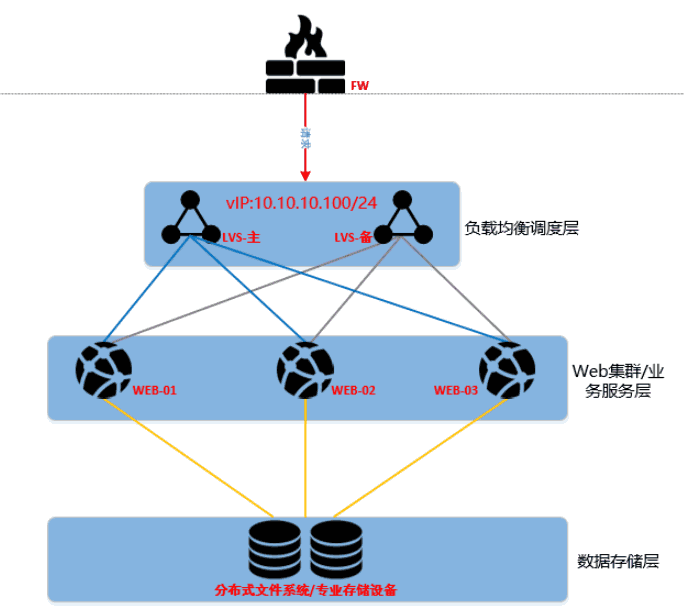 FW
请求
vIP:10.10.10.100/24
LVS-主
LVS-备
负载均衡调度层
WEB-01
WEB-02
WEB-03
Web集群/业
务服务层
数据存储层
分布式文件系统/专业存储设备